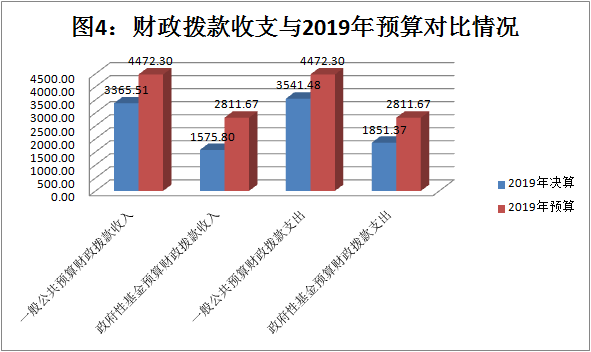 图4：财政拨款收支与2019年预算对比情况
4500.00
4000.00
3500.00
3000.00
2500.00
2000.00
1500.00
1000.00
500.00
0.00
3365.51
4472.30
1575.80
2811.67
3541.48
4472.30
1851.37
2811.67
一般公共预算财政拨款收入
政府性基金预算财政拨款收入
一般公共预算财政拨款支出
政府性基金预算财政拨款支出
2019年决算
2019年预算